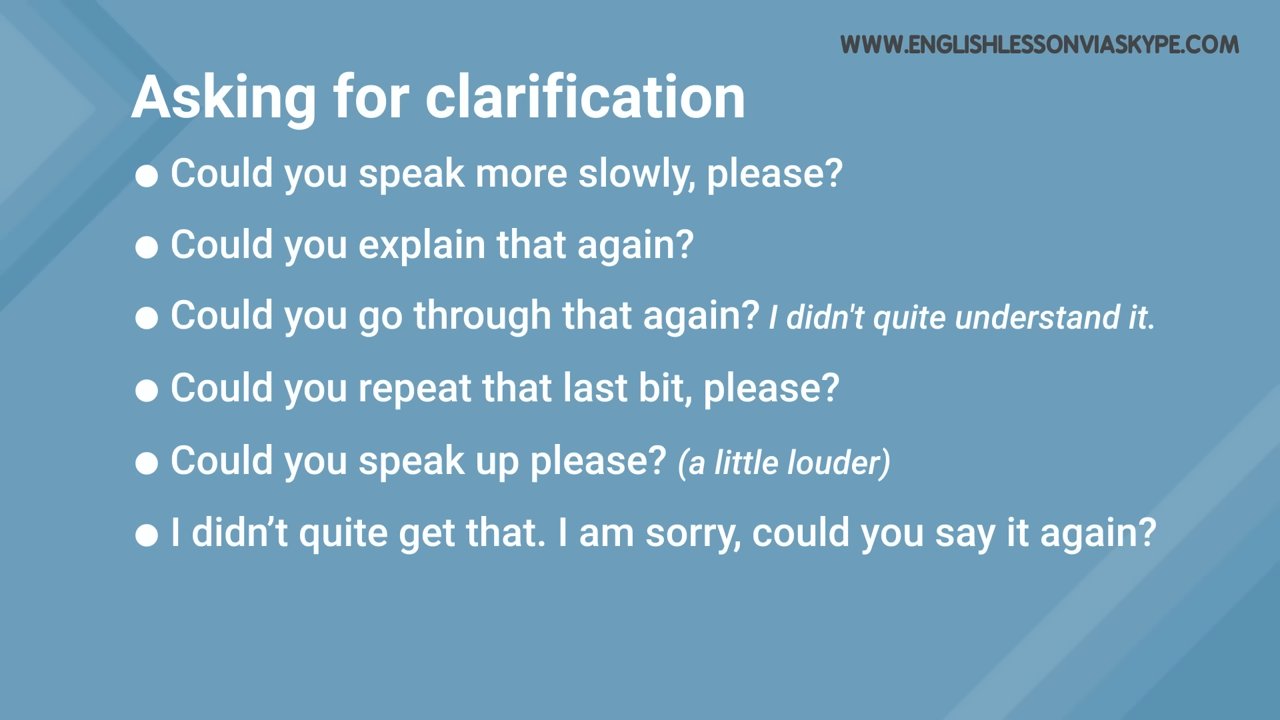 WWW.ENGLISHLESSONVIASKYPE.COM
Asking for clarification
● Could you speak more slowly, please?
● Could you explain that again?
● Could you go through that again? I didn't quite understand it.
● Could you repeat that last bit, please?
● Could you speak up please? (a little louder)
● I didn’t quite get that. I am sorry, could you say it again?